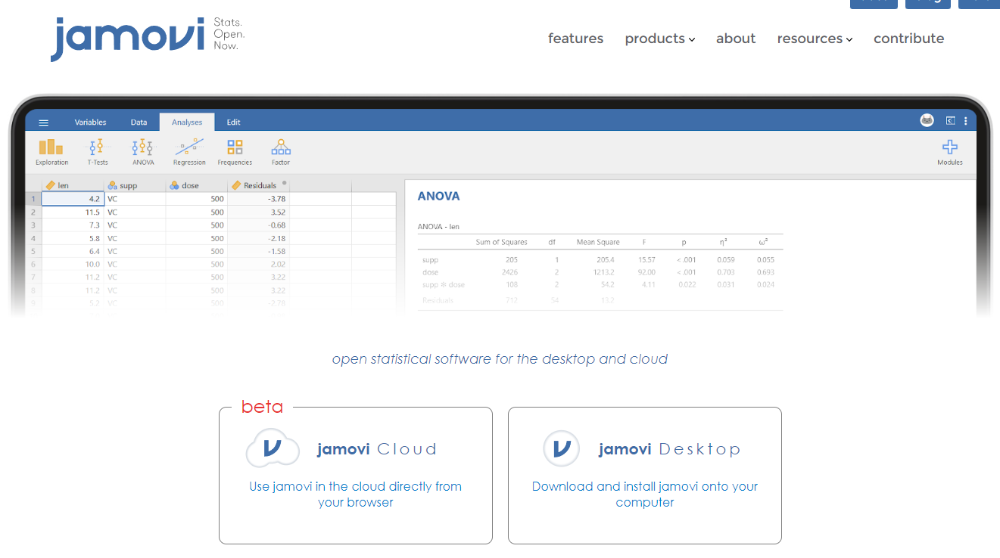 jamovi
Stats.
Open.
Now.
features products about resources contribute
Variables Data Analyses Edit
Exploration T-Tests ANOVA Regression Frequencies Factor Modules
len supp dose Residuals
1 4.2 VC 500 -3.78
2 11.5 VC 500 3.52
3 7.3 VC 500 -0.68
4 5.8 VC 500 -2.18
5 6.4 VC 500 -1.58
6 10.0 VC 500 2.02
7 11.2 VC 500 3.22
8 11.2 VC 500 3.22
9 5.2 VC 500 -2.78
ANOVA
ANOVA - len
Sum of Squares df Mean Square F p η² ω²
supp 205 1 205.4 15.57 < .001 0.059 0.055
dose 2426 2 1213.2 92.00 < .001 0.703 0.693
supp ✻ dose 108 2 54.2 4.11 0.022 0.031 0.024
Residuals 712 54 13.2
open statistical software for the desktop and cloud
beta
jamovi Cloud
Use jamovi in the cloud directly from
your browser
jamovi Desktop
Download and install jamovi onto your
computer